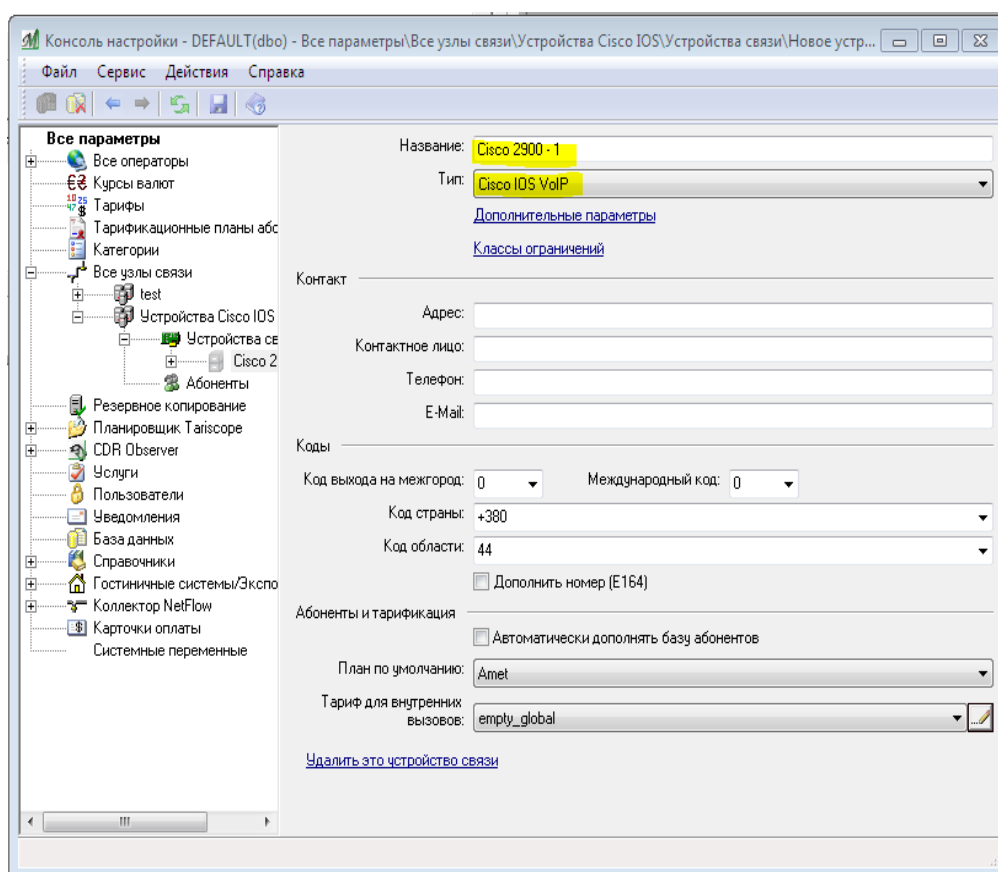 Консоль настройки - DEFAULT(dbo) - Все параметры\Все узлы связи\Устройства Cisco IOS\Устройства связи\Новое устр...
Файл Сервис Действия Справка
Все параметры
Все операторы
Курсы валют
Тарифы
Тарификационные планы абс
Категории
Все узлы связи
test
Устройства Cisco IOS
Устройства св
Cisco 2
Абоненты
Резервное копирование
Планировщик Tariscope
CDR Observer
Услуги
Пользователи
Уведомления
База данных
Справочники
Гостиничные системы/Экспо
Коллектор NetFlow
Карточки оплаты
Системные переменные
Название: Cisco 2900 - 1
Тип: Cisco IOS VoIP
Дополнительные параметры
Классы ограничений
Контакт
Адрес:
Контактное лицо:
Телефон:
E-Mail:
Коды
Код выхода на межгород: 0 Международный код: 0
Код страны: +380
Код области: 44
Дополнить номер (E164)
Абоненты и тарификация
Автоматически дополнять базу абонентов
План по умолчанию: Amet
Тариф для внутренних
вызовов: empty_global
Удалить это устройство связи